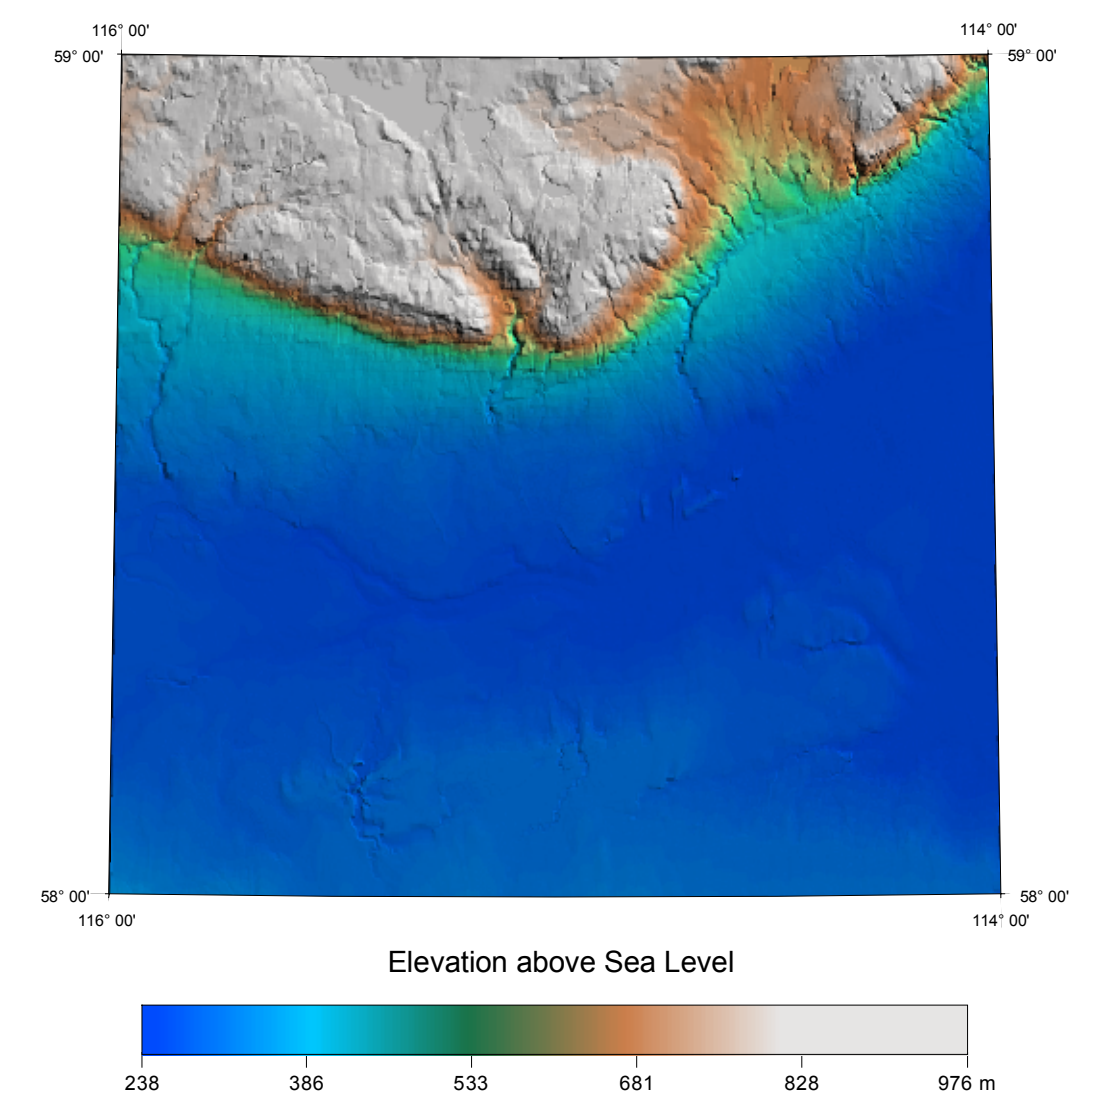 116° 00' 114° 00'
59° 00' 59° 00'
58° 00' 58° 00'
116° 00' 114° 00'
Elevation above Sea Level
238 386 533 681 828 976 m